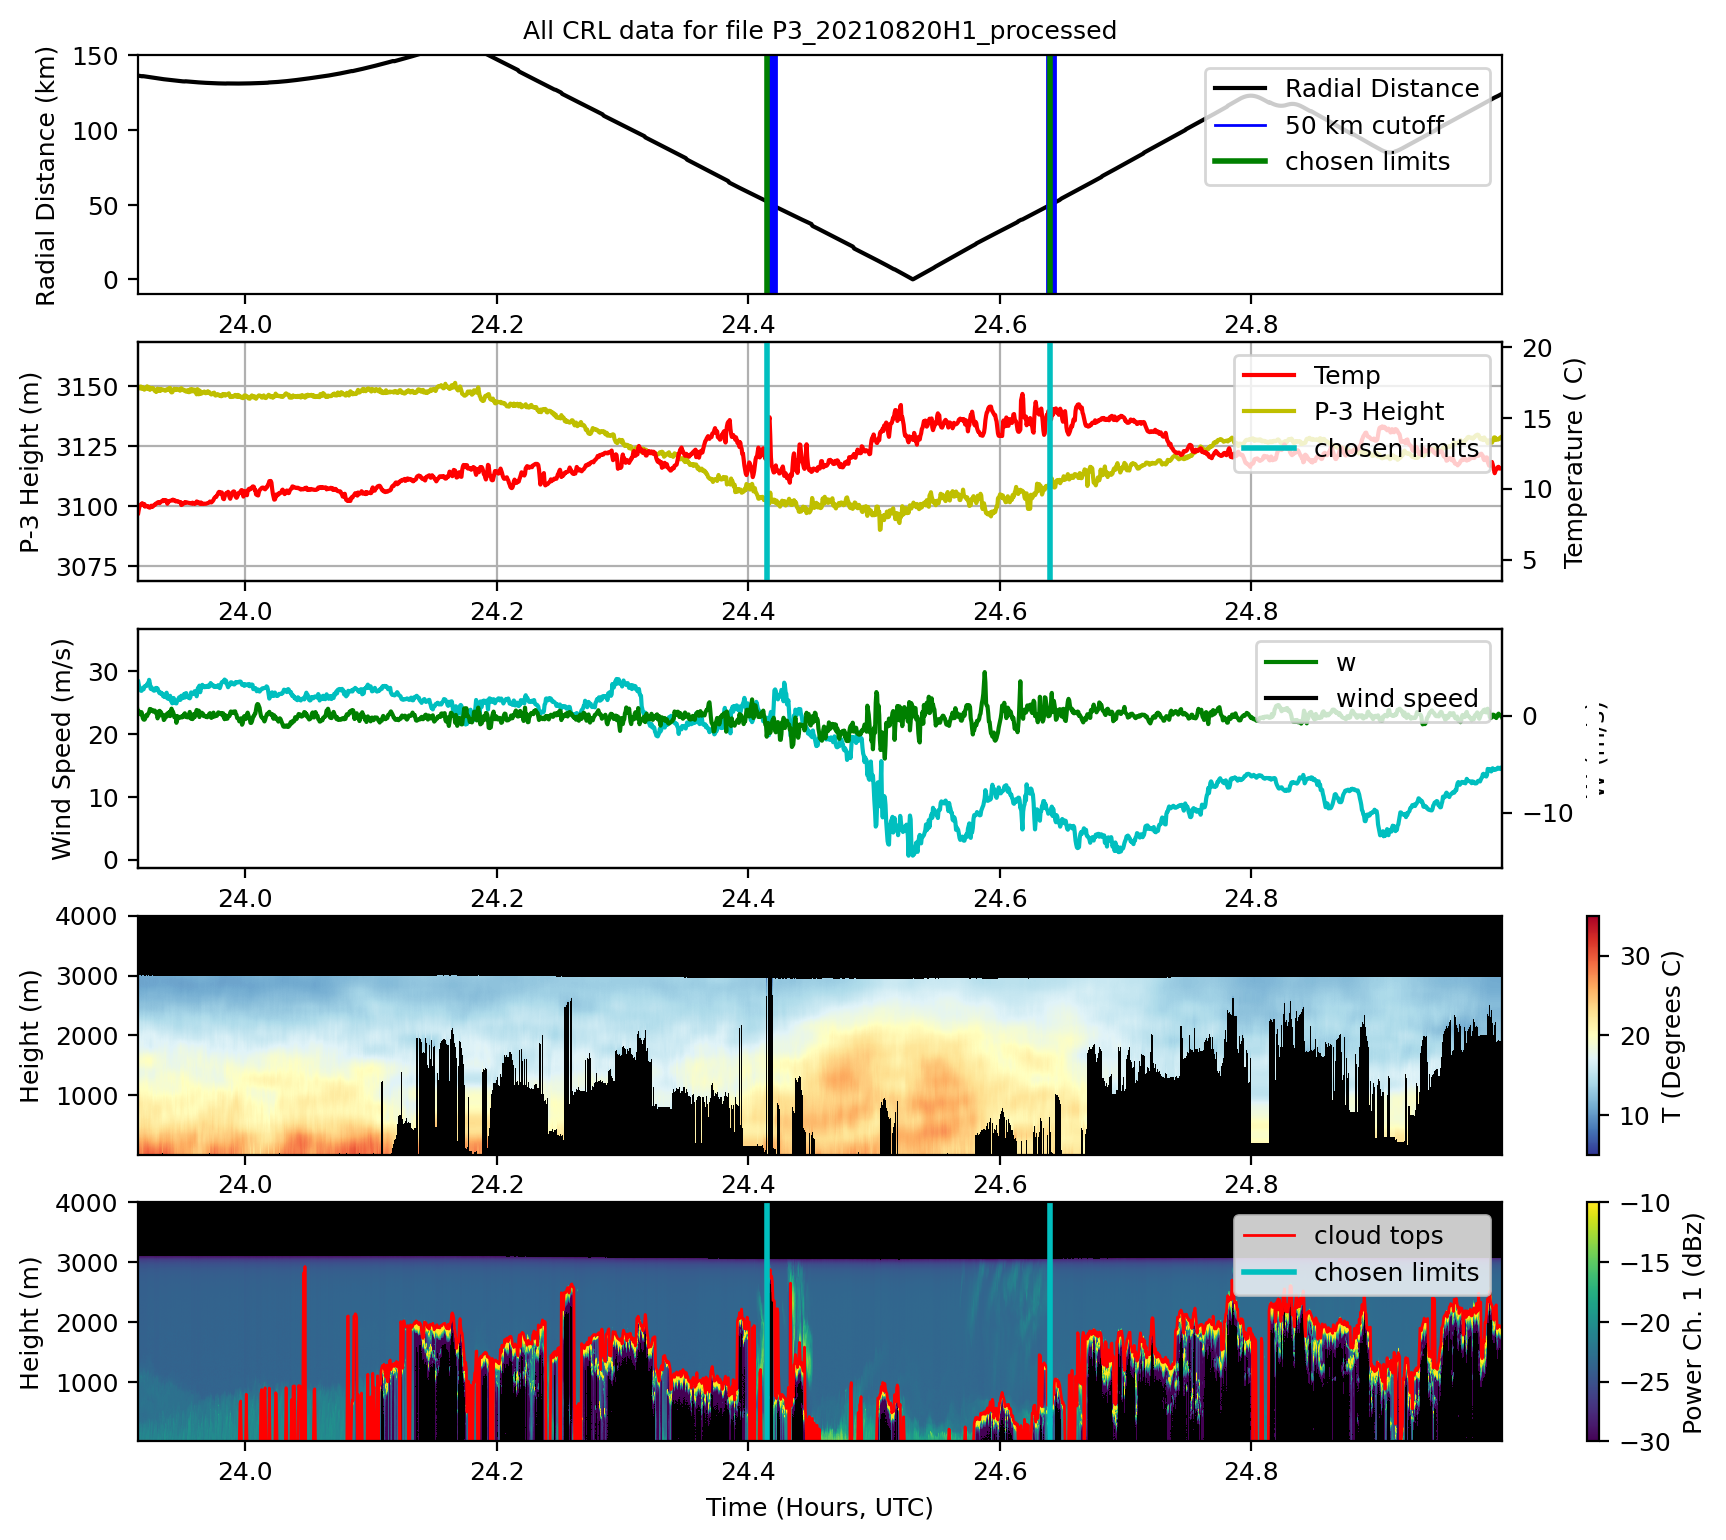 All CRL data for file P3_20210820H1_processed
Radial Distance (km)
150
100
50
0
Radial Distance
50 km cutoff
chosen limits
24.0 24.2 24.4 24.6 24.8
P-3 Height (m)
3150
3125
3100
3075
Temp
P-3 Height
chosen limits
20
15
10
5
Temperature ( C)
24.0 24.2 24.4 24.6 24.8
Wind Speed (m/s)
30
20
10
0
w
wind speed
0
−10
24.0 24.2 24.4 24.6 24.8
Height (m)
4000
3000
2000
1000
30
20
10
T (Degrees C)
24.0 24.2 24.4 24.6 24.8
Height (m)
4000
3000
2000
1000
cloud tops
chosen limits
−10
−15
−20
−25
−30
Power Ch. 1 (dBz)
24.0 24.2 24.4 24.6 24.8
Time (Hours, UTC)